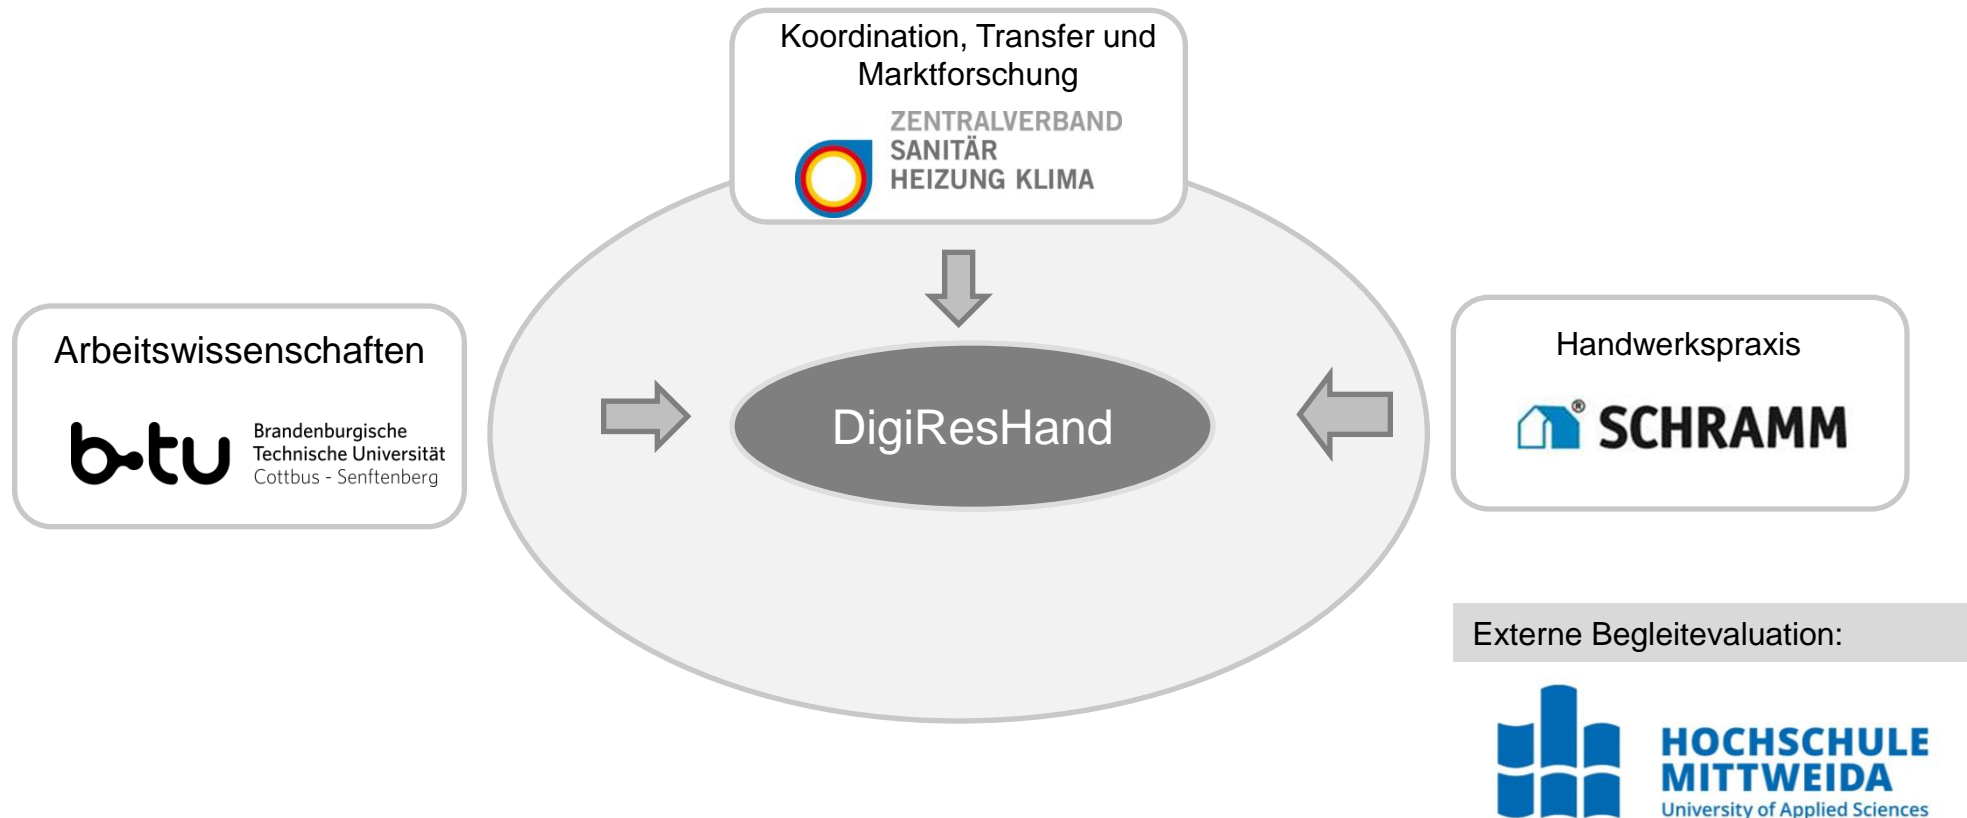 Koordination, Transfer und
Marktforschung
ZENTRALVERBAND
SANITÄR
HEIZUNG KLIMA
Arbeitswissenschaften
b-tu
Brandenburgische
Technische Universität
Cottbus - Senftenberg
DigiResHand
Handwerkspraxis
® SCHRAMM
Externe Begleitevaluation:
HOCHSCHULE
MITTWEIDA
University of Applied Sciences